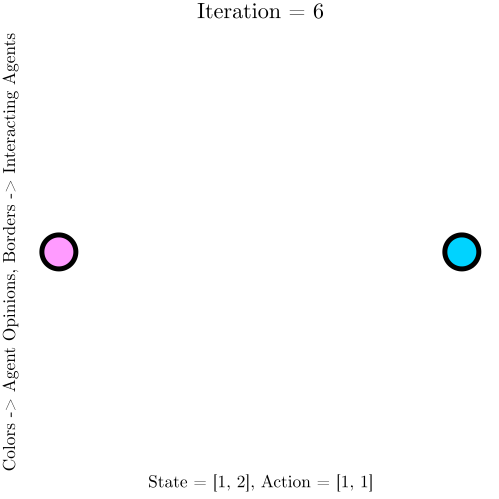 Iteration = 6
Colors -> Agent Opinions, Borders -> Interacting Agents
State = [1, 2], Action = [1, 1]